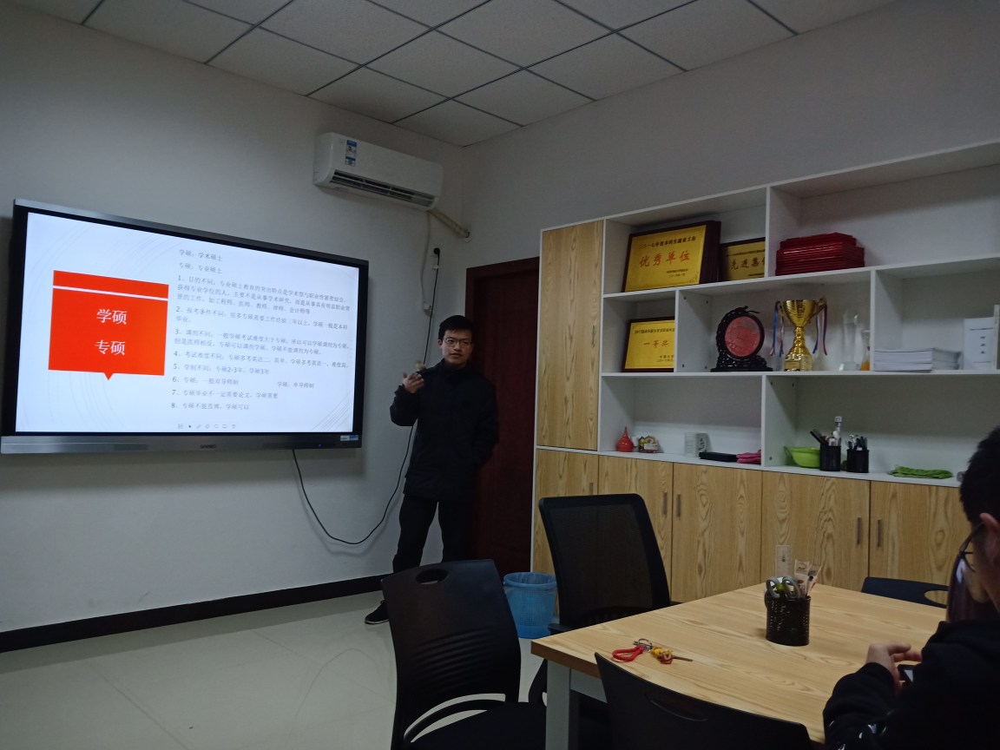 学硕
专硕
学硕：学术硕士
专硕：专业硕士
1、目的不同：专业硕士教育的突出特点是学术型与职业性紧密结合，
获得专业学位的人，主要不是从事学术研究，而是从事具有明显职业背
景的工作，如工程师、医师、教师、律师、会计师等
2、报考条件不同：很多专硕需要工作经验三年以上，学硕一般是本科
毕业。
3、调剂不同：一般学硕考试难度大于专硕，所以可以学硕调剂为专硕，
但是医师相反，专硕可以调剂学硕，学硕不能调剂为专硕。
4、考试难度不同：专硕多考英语二，简单，学硕多考英语一，难度高。
5、学制不同：专硕2-3年，学硕3年
6、专硕：一般双导师制 学硕：单导师制
7、专硕毕业不一定需要论文，学硕需要
8、专硕不能直博，学硕可以
优秀单位
先进集
一等奖